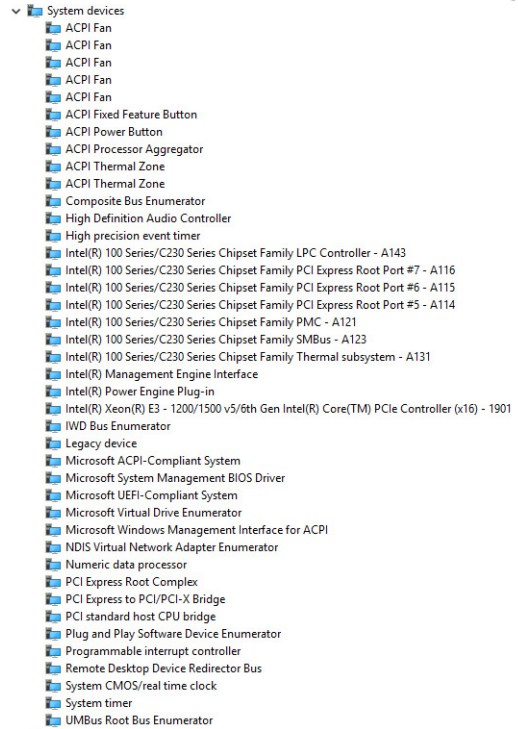 System devices
ACPI Fan
ACPI Fan
ACPI Fan
ACPI Fan
ACPI Fan
ACPI Fixed Feature Button
ACPI Power Button
ACPI Processor Aggregator
ACPI Thermal Zone
ACPI Thermal Zone
Composite Bus Enumerator
High Definition Audio Controller
High precision event timer
Intel(R) 100 Series/C230 Series Chipset Family LPC Controller - A143
Intel(R) 100 Series/C230 Series Chipset Family PCI Express Root Port #7 - A116
Intel(R) 100 Series/C230 Series Chipset Family PCI Express Root Port #6 - A115
Intel(R) 100 Series/C230 Series Chipset Family PCI Express Root Port #5 - A114
Intel(R) 100 Series/C230 Series Chipset Family PMC - A121
Intel(R) 100 Series/C230 Series Chipset Family SMBus - A123
Intel(R) 100 Series/C230 Series Chipset Family Thermal subsystem - A131
Intel(R) Management Engine Interface
Intel(R) Power Engine Plug-in
Intel(R) Xeon(R) E3 - 1200/1500 v5/6th Gen Intel(R) Core(TM) PCIe Controller (x16) - 1901
IWD Bus Enumerator
Legacy device
Microsoft ACPI-Compliant System
Microsoft System Management BIOS Driver
Microsoft UEFI-Compliant System
Microsoft Virtual Drive Enumerator
Microsoft Windows Management Interface for ACPI
NDIS Virtual Network Adapter Enumerator
Numeric data processor
PCI Express Root Complex
PCI Express to PCI/PCI-X Bridge
PCI standard host CPU bridge
Plug and Play Software Device Enumerator
Programmable interrupt controller
Remote Desktop Device Redirector Bus
System CMOS/real time clock
System timer
UMBus Root Bus Enumerator